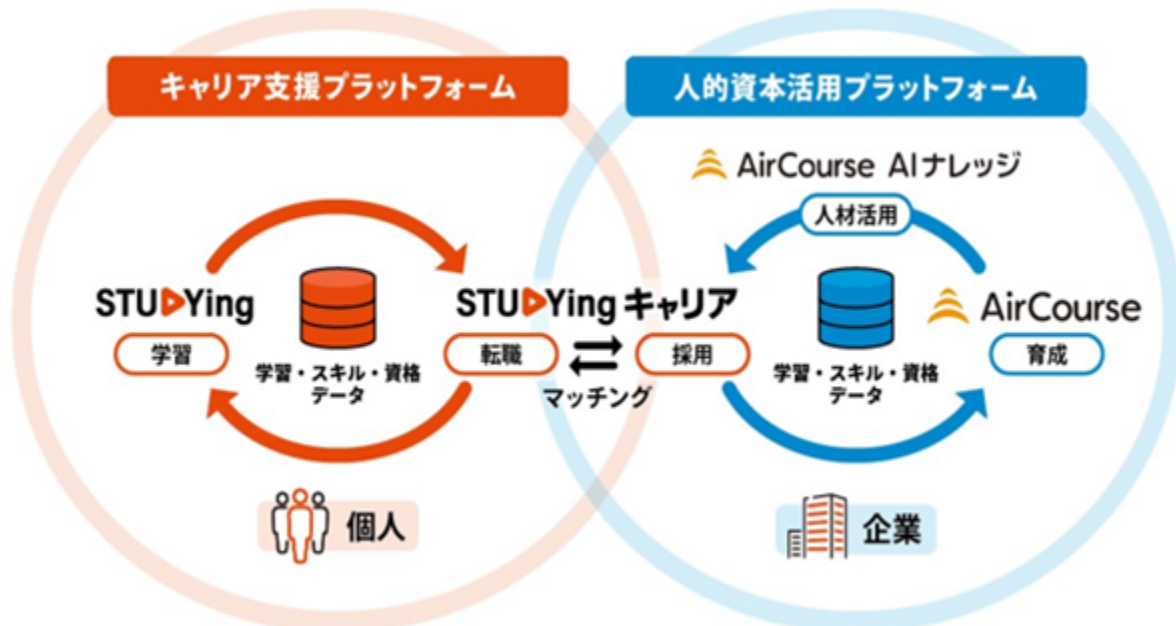 キャリア支援プラットフォーム
人的資本活用プラットフォーム
AirCourse AIナレッジ
人材活用
STUDYing
学習
学習・スキル・資格
データ
STUDYing キャリア
転職
マッチング
採用
学習・スキル・資格
データ
AirCourse
育成
個人
企業